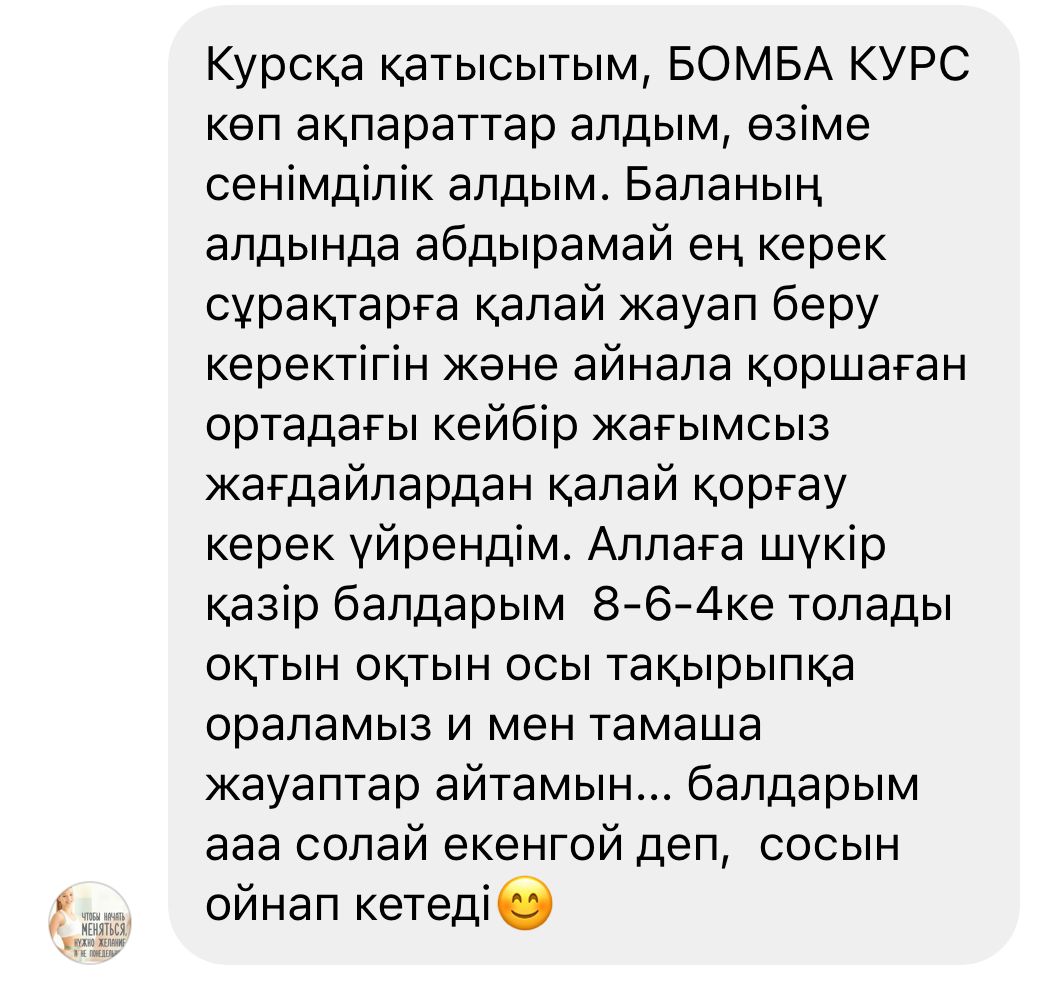 Курсқа қатысытым, БОМБА КУРС
көп ақпараттар алдым, өзіме
сенімділік алдым. Баланың
алдында абдырамай ең керек
сұрақтарға қалай жауап беру
керектігін және айнала қоршаған
ортадағы кейбір жағымсыз
жағдайлардан қалай қорғау
керек үйрендім. Аллаға шүкір
қазір балдарым  8-6-4ке толады
оқтын оқтын осы тақырыпқа
ораламыз и мен тамаша
жауаптар айтамын... балдарым
ааа солай екенгой деп,  сосын
ойнап кетеді😊
ЧТОБЫ НАЧАТЬ
МЕНЯТЬСЯ,
НУЖНО ЖЕЛАНИЕ
И НЕ